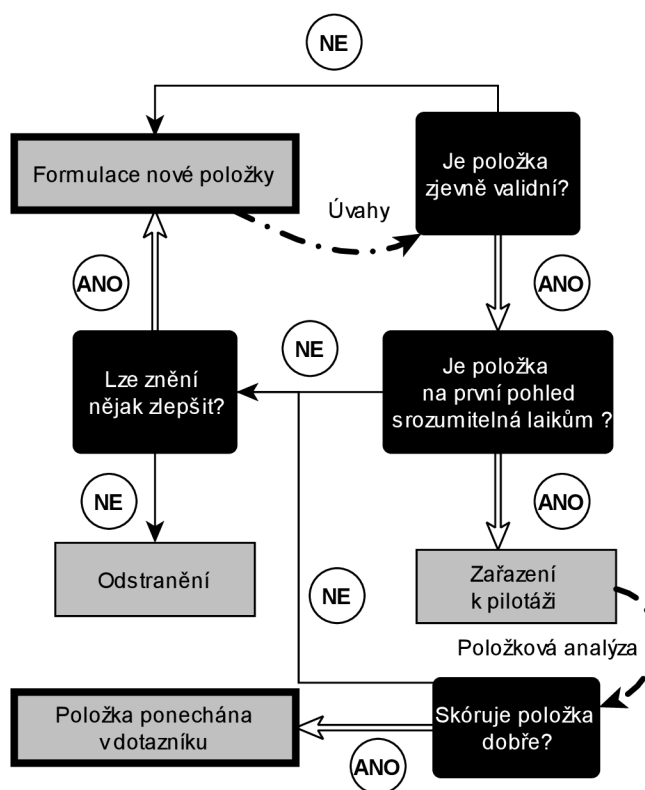 NE
Formulace nové položky
Je položka
zjevně validní?
Úvahy
ANO
ANO
Lze znění
nějak zlepšit?
NE
Je položka
na první pohled
srozumitelná laikům ?
NE
ANO
Odstranění
NE
Zařazení
k pilotáži
Položková analýza
Položka ponechána
v dotazníku
Skóruje položka
dobře?
ANO